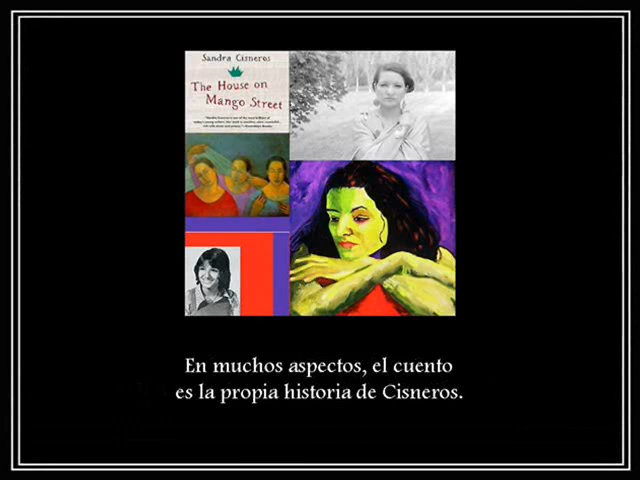 Sandra Cisneros
The House on
Mango Street
En muchos aspectos, el cuento
es la propia historia de Cisneros.